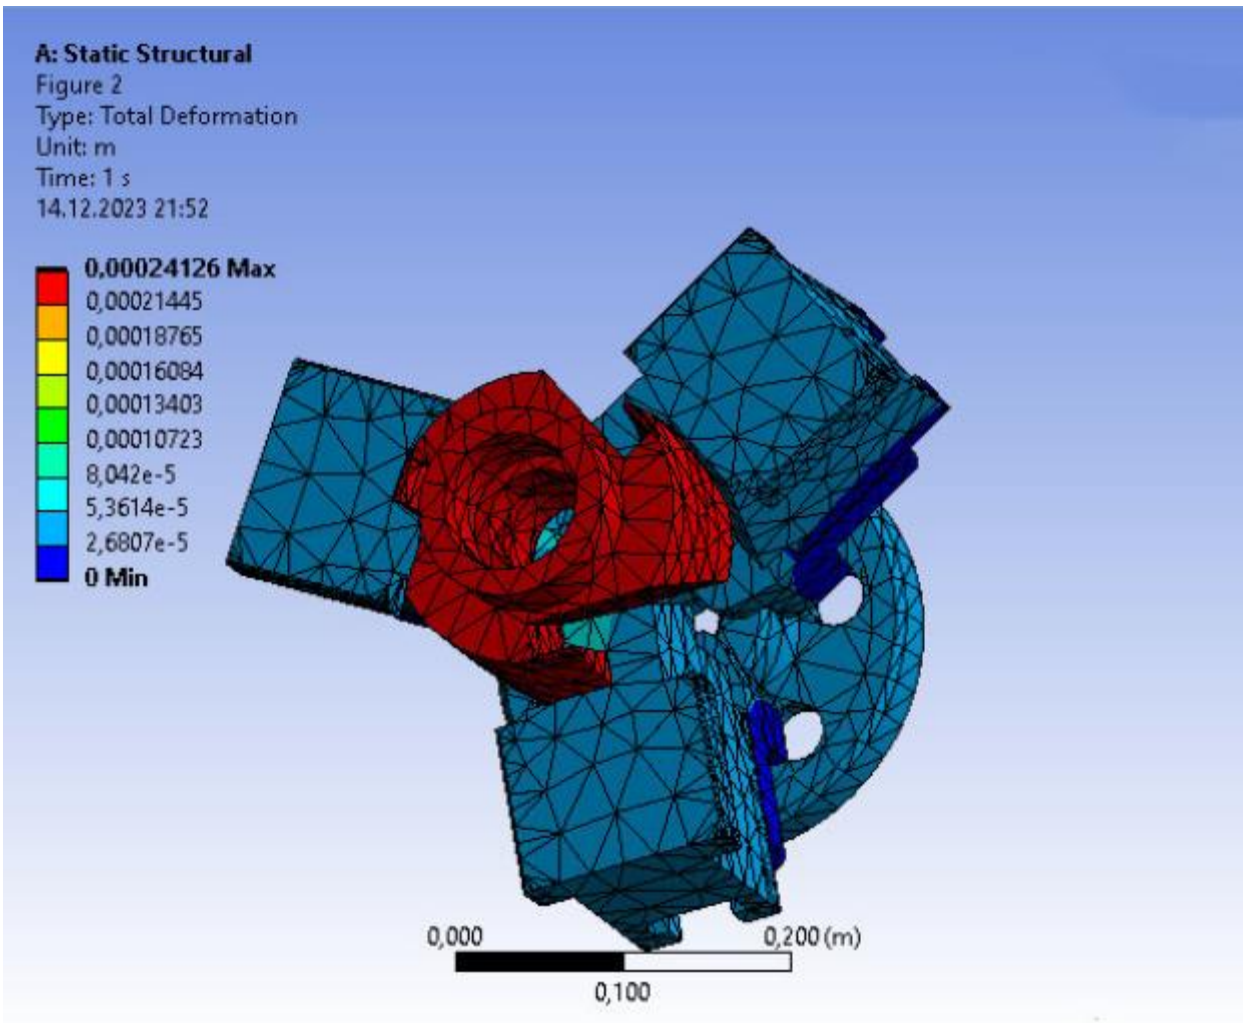 A: Static Structural
Figure 2
Type: Total Deformation
Unit: m
Time: 1 s
14.12.2023 21:52
0,00024126 Max
0,00021445
0,00018765
0,00016084
0,00013403
0,00010723
8,042e-5
5,3614e-5
2,6807e-5
0 Min
0,000 0,200 (m)
0,100